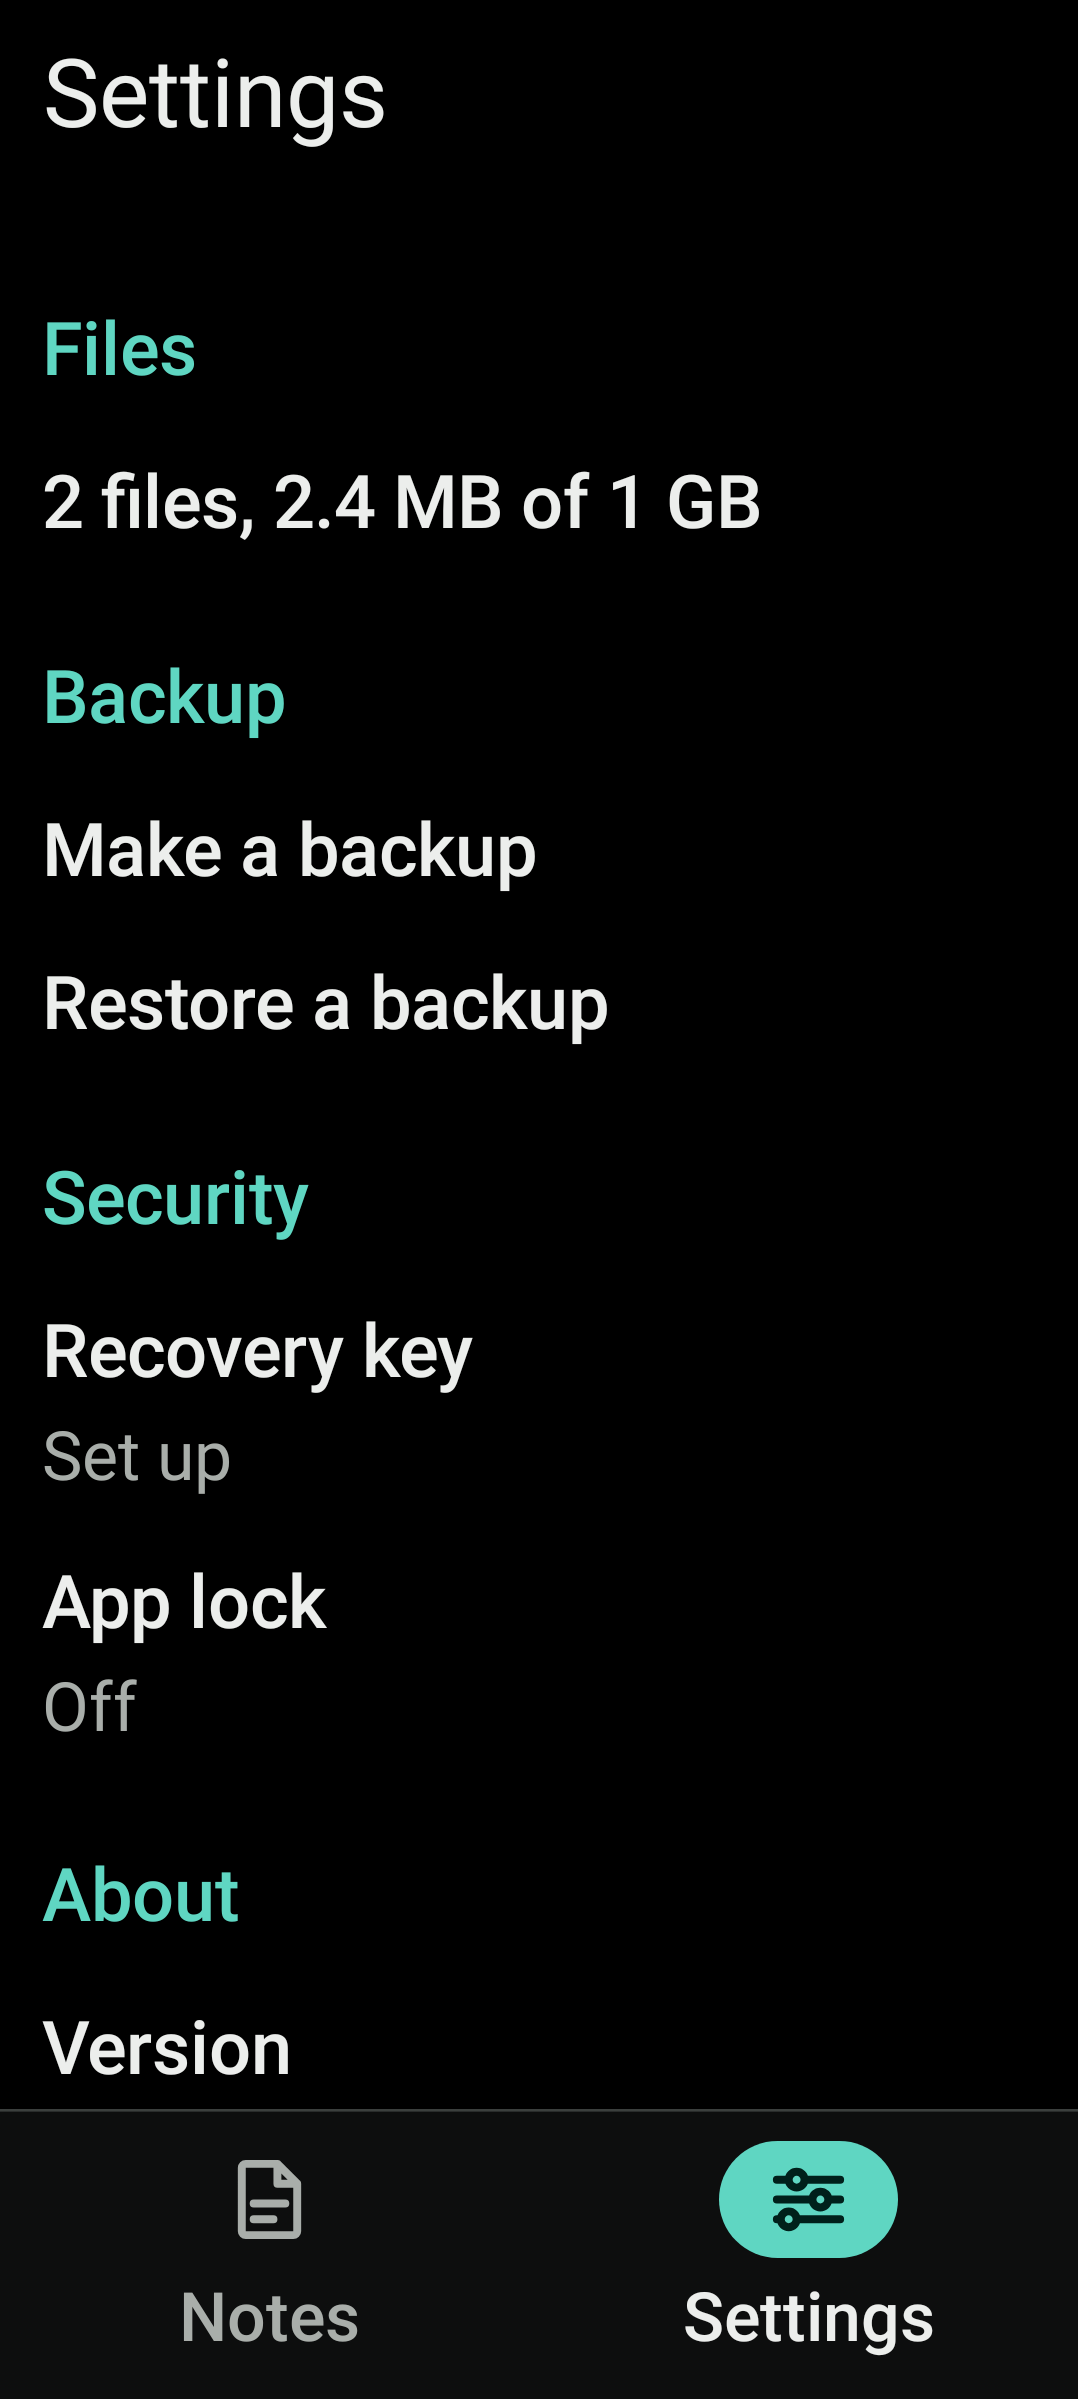 Settings
Files
2 files, 2.4 MB of 1 GB
Backup
Make a backup
Restore a backup
Security
Recovery key
Set up
App lock
Off
About
Version
Notes
Settings